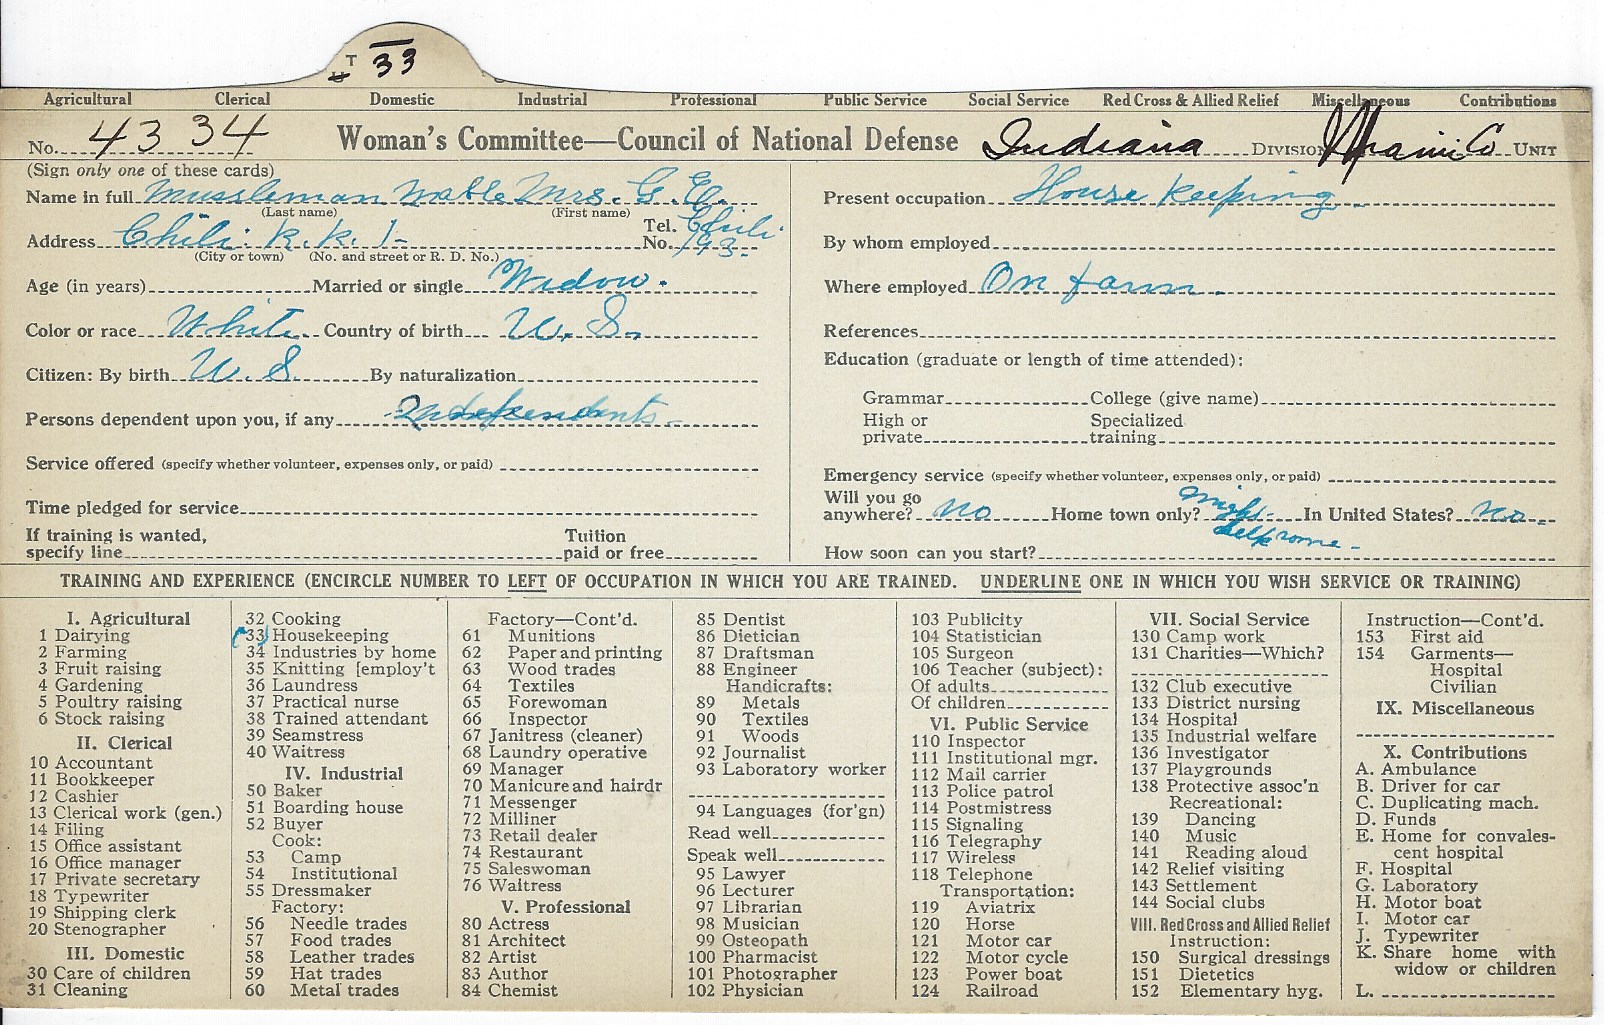 T 33
Agricultural Clerical Domestic Industrial Professional Public Service Social Service Red Cross & Allied Relief Miscellaneous Contributions
No. 4334 Woman's Committee—Council of National Defense Indiana DIVISION Miami Co UNIT
(Sign only one of these cards)
Name in full Mussleman Mable Mrs. G. Ed.
(Last name) (First name)
Address Chili. R.R. 1- Tel. No. Chili. 193-
(City or town) (No. and street or R. D. No.)
Age (in years) Married or single Widow.
Color or race White Country of birth U. S.
Citizen: By birth U. S. By naturalization
Persons dependent upon you, if any Independents-
Service offered (specify whether volunteer, expenses only, or paid)
Time pledged for service
If training is wanted, specify line Tuition paid or free
Present occupation House Keeping-
By whom employed
Where employed On farm-
References
Education (graduate or length of time attended):
Grammar College (give name)
High or private Specialized training
Emergency service (specify whether volunteer, expenses only, or paid)
Will you go anywhere? No Home town only? might help some- In United States? No-
How soon can you start?
TRAINING AND EXPERIENCE (ENCIRCLE NUMBER TO LEFT OF OCCUPATION IN WHICH YOU ARE TRAINED. UNDERLINE ONE IN WHICH YOU WISH SERVICE OR TRAINING)
I. Agricultural
1 Dairying
2 Farming
3 Fruit raising
4 Gardening
5 Poultry raising
6 Stock raising
II. Clerical
10 Accountant
11 Bookkeeper
12 Cashier
13 Clerical work (gen.)
14 Filing
15 Office assistant
16 Office manager
17 Private secretary
18 Typewriter
19 Shipping clerk
20 Stenographer
III. Domestic
30 Care of children
31 Cleaning
32 Cooking
33 Housekeeping
34 Industries by home
35 Knitting [employ't
36 Laundress
37 Practical nurse
38 Trained attendant
39 Seamstress
40 Waitress
IV. Industrial
50 Baker
51 Boarding house
52 Buyer
Cook:
53 Camp
54 Institutional
55 Dressmaker
Factory:
56 Needle trades
57 Food trades
58 Leather trades
59 Hat trades
60 Metal trades
Factory—Cont'd.
61 Munitions
62 Paper and printing
63 Wood trades
64 Textiles
65 Forewoman
66 Inspector
67 Janitress (cleaner)
68 Laundry operative
69 Manager
70 Manicure and hairdr
71 Messenger
72 Milliner
73 Retail dealer
74 Restaurant
75 Saleswoman
76 Waitress
V. Professional
80 Actress
81 Architect
82 Artist
83 Author
84 Chemist
85 Dentist
86 Dietician
87 Draftsman
88 Engineer
Handicrafts:
89 Metals
90 Textiles
91 Woods
92 Journalist
93 Laboratory worker
94 Languages (for'gn)
Read well
Speak well
95 Lawyer
96 Lecturer
97 Librarian
98 Musician
99 Osteopath
100 Pharmacist
101 Photographer
102 Physician
103 Publicity
104 Statistician
105 Surgeon
106 Teacher (subject):
Of adults
Of children
VI. Public Service
110 Inspector
111 Institutional mgr.
112 Mail carrier
113 Police patrol
114 Postmistress
115 Signaling
116 Telegraphy
117 Wireless
118 Telephone
Transportation:
119 Aviatrix
120 Horse
121 Motor car
122 Motor cycle
123 Power boat
124 Railroad
VII. Social Service
130 Camp work
131 Charities—Which?
132 Club executive
133 District nursing
134 Hospital
135 Industrial welfare
136 Investigator
137 Playgrounds
138 Protective assoc'n
Recreational:
139 Dancing
140 Music
141 Reading aloud
142 Relief visiting
143 Settlement
144 Social clubs
VIII. Red Cross and Allied Relief
Instruction:
150 Surgical dressings
151 Dietetics
152 Elementary hyg.
Instruction—Cont'd.
153 First aid
154 Garments—
Hospital
Civilian
IX. Miscellaneous
X. Contributions
A. Ambulance
B. Driver for car
C. Duplicating mach.
D. Funds
E. Home for convales-
cent hospital
F. Hospital
G. Laboratory
H. Motor boat
I. Motor car
J. Typewriter
K. Share home with
widow or children
L.